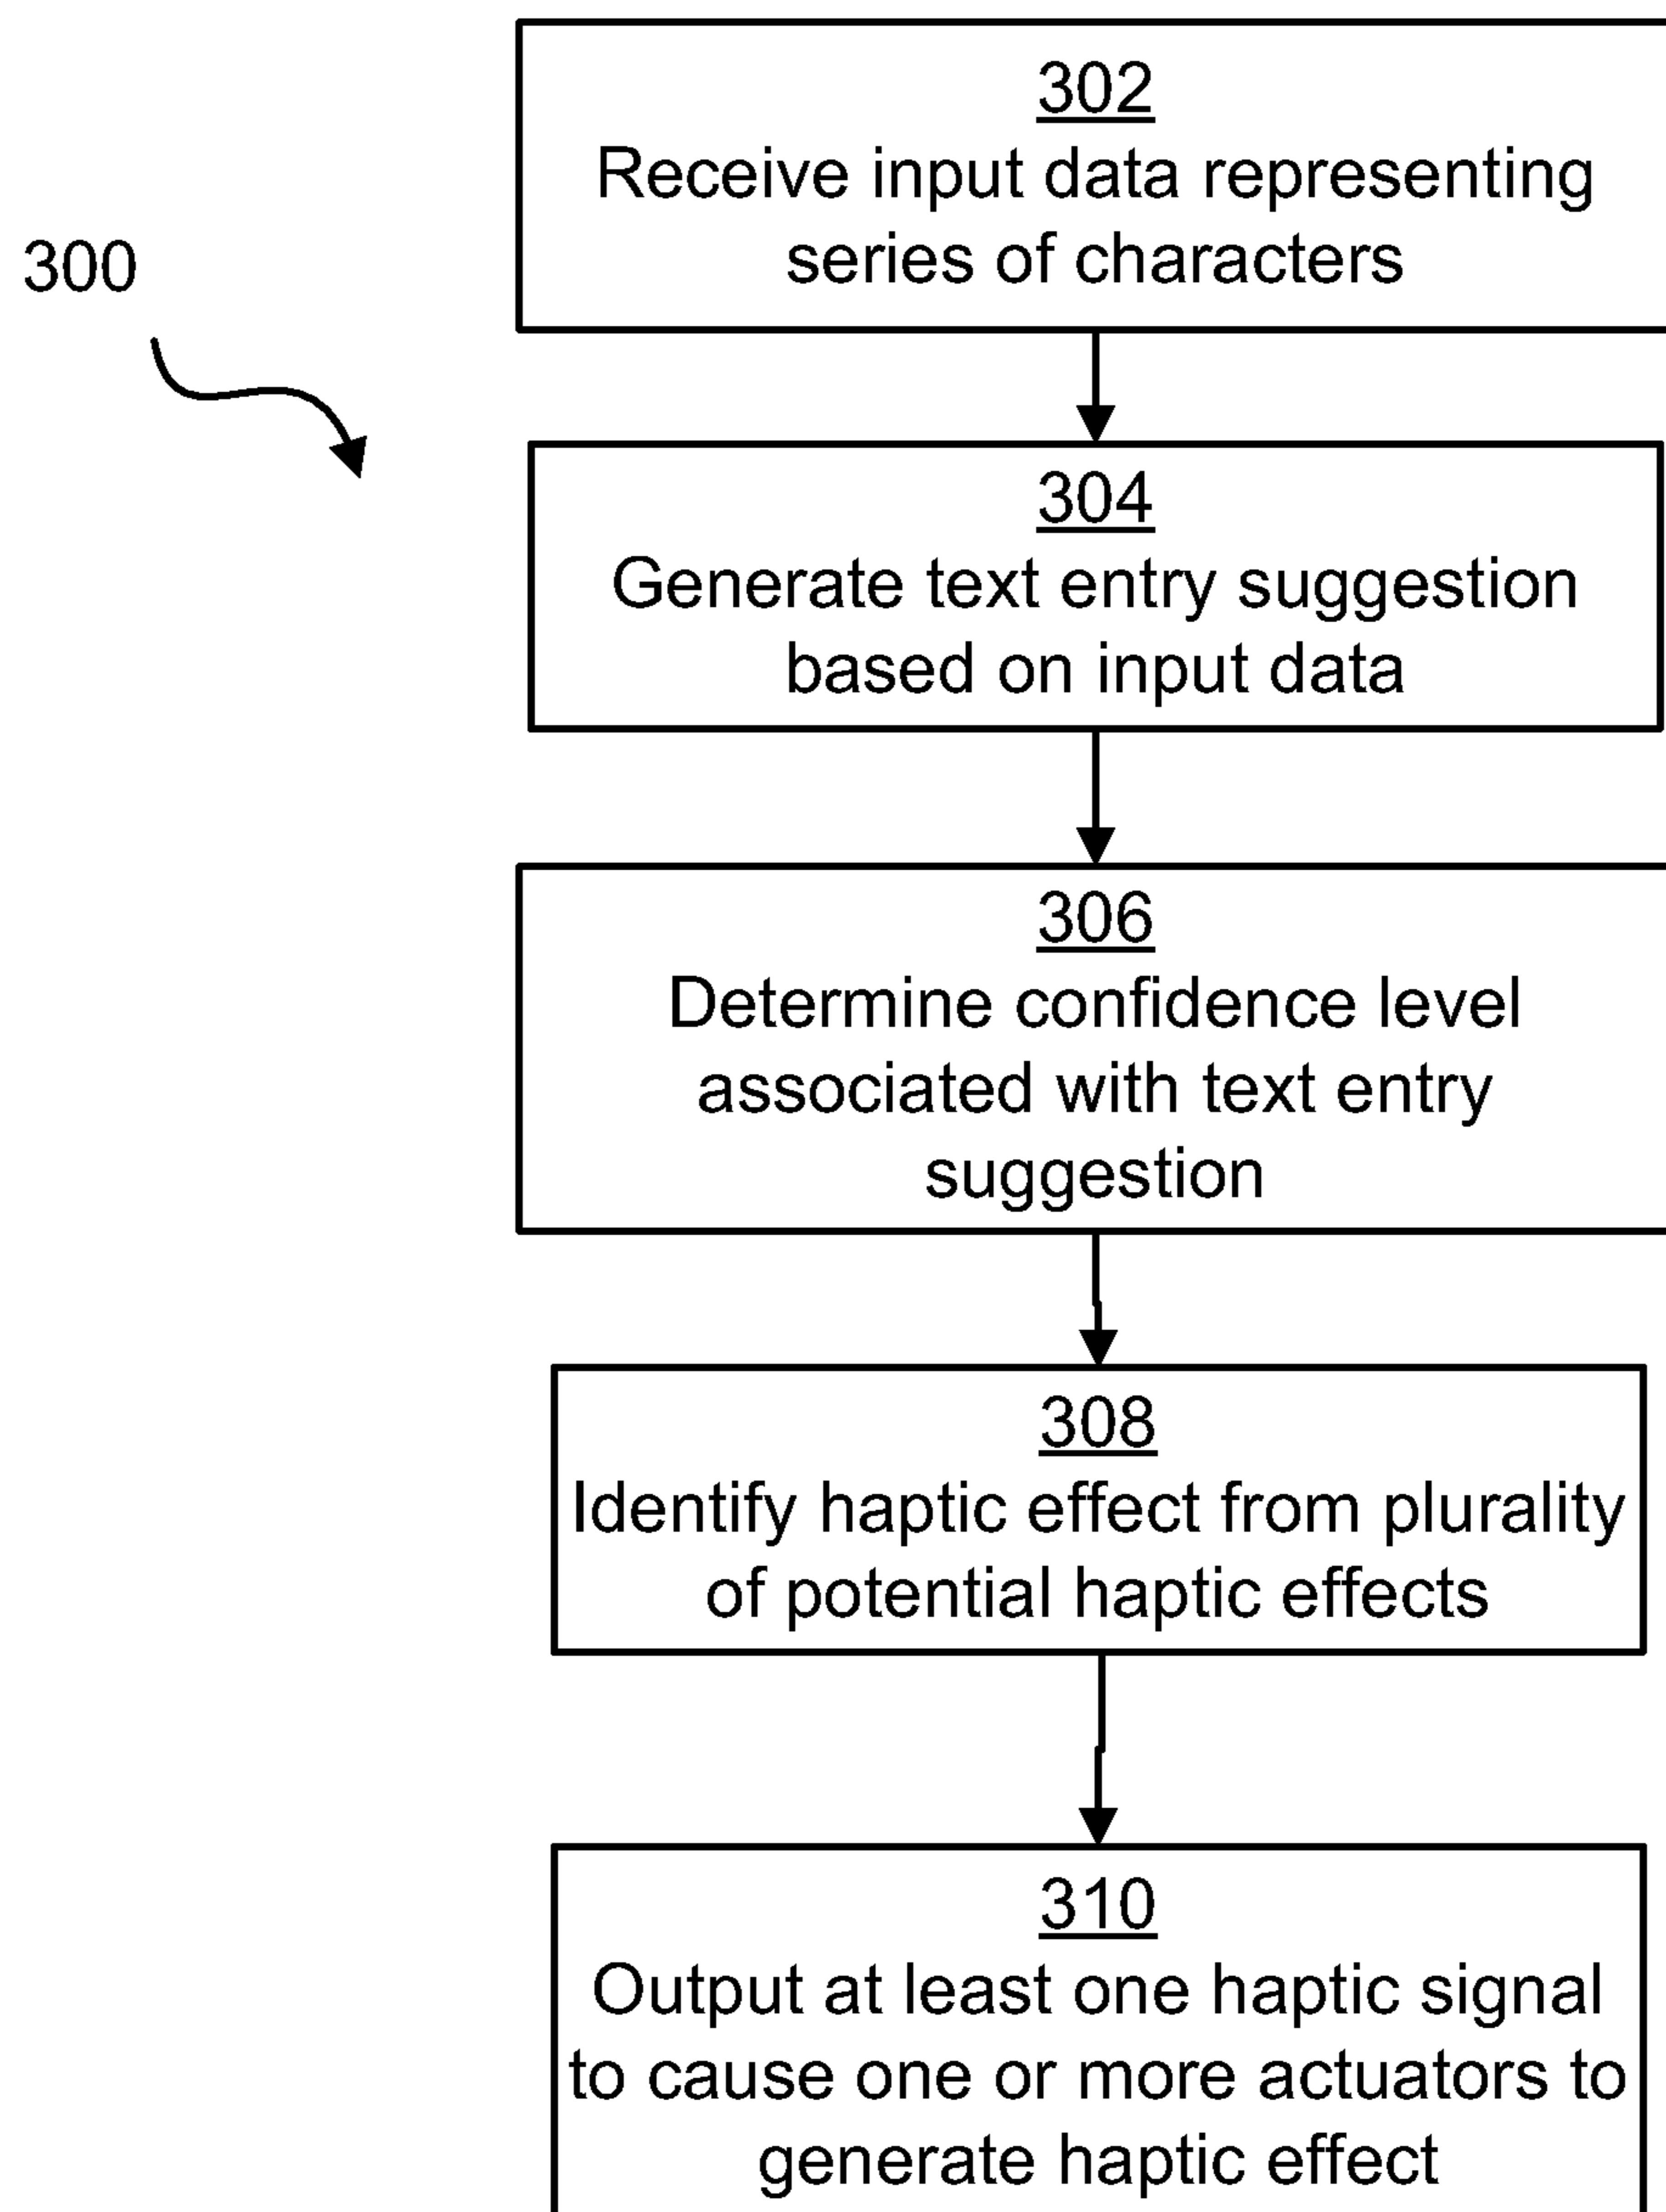 302
Receive input data representing
series of characters
300
304
Generate text entry suggestion
based on input data
306
Determine confidence level
associated with text entry
suggestion
308
Identify haptic effect from plurality
of potential haptic effects
310
Output at least one haptic signal
to cause one or more actuators to
generate haptic effect